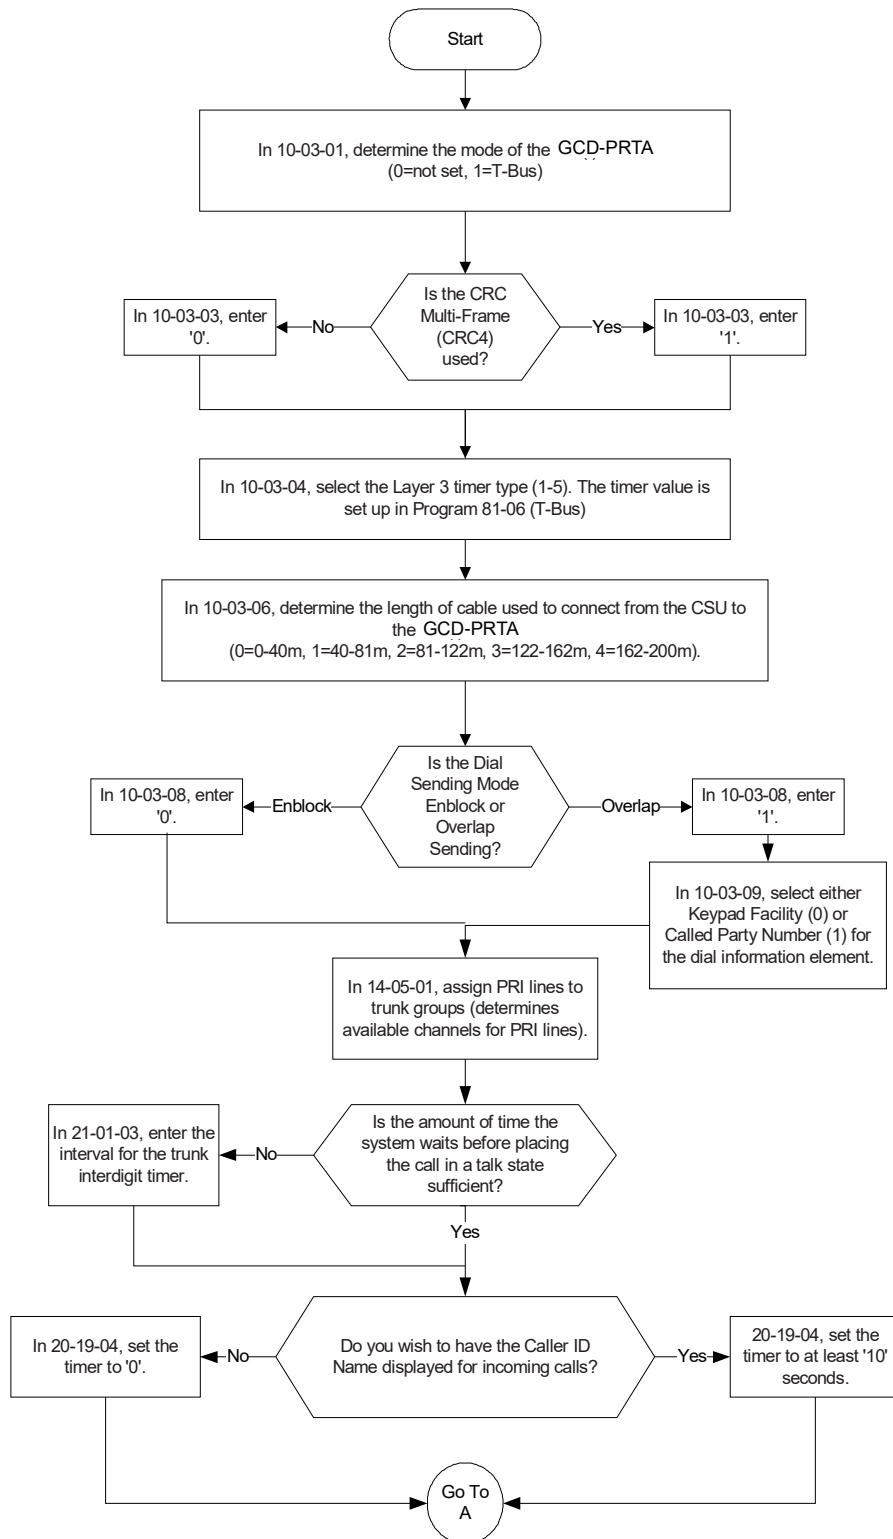 Start
In 10-03-01, determine the mode of the GCD-PRTA
(0=not set, 1=T-Bus)
Is the CRC
Multi-Frame
(CRC4)
used?
No
Yes
In 10-03-03, enter
'0'.
In 10-03-03, enter
'1'.
In 10-03-04, select the Layer 3 timer type (1-5). The timer value is
set up in Program 81-06 (T-Bus)
In 10-03-06, determine the length of cable used to connect from the CSU to
the GCD-PRTA
(0=0-40m, 1=40-81m, 2=81-122m, 3=122-162m, 4=162-200m).
Is the Dial
Sending Mode
Enblock or
Overlap
Sending?
Enblock
Overlap
In 10-03-08, enter
'0'.
In 10-03-08, enter
'1'.
In 10-03-09, select either
Keypad Facility (0) or
Called Party Number (1) for
the dial information element.
In 14-05-01, assign PRI lines to
trunk groups (determines
available channels for PRI lines).
Is the amount of time the
system waits before placing
the call in a talk state
sufficient?
No
In 21-01-03, enter the
interval for the trunk
interdigit timer.
Yes
Do you wish to have the Caller ID
Name displayed for incoming calls?
No
Yes
In 20-19-04, set the
timer to '0'.
20-19-04, set the
timer to at least '10'
seconds.
Go To
A